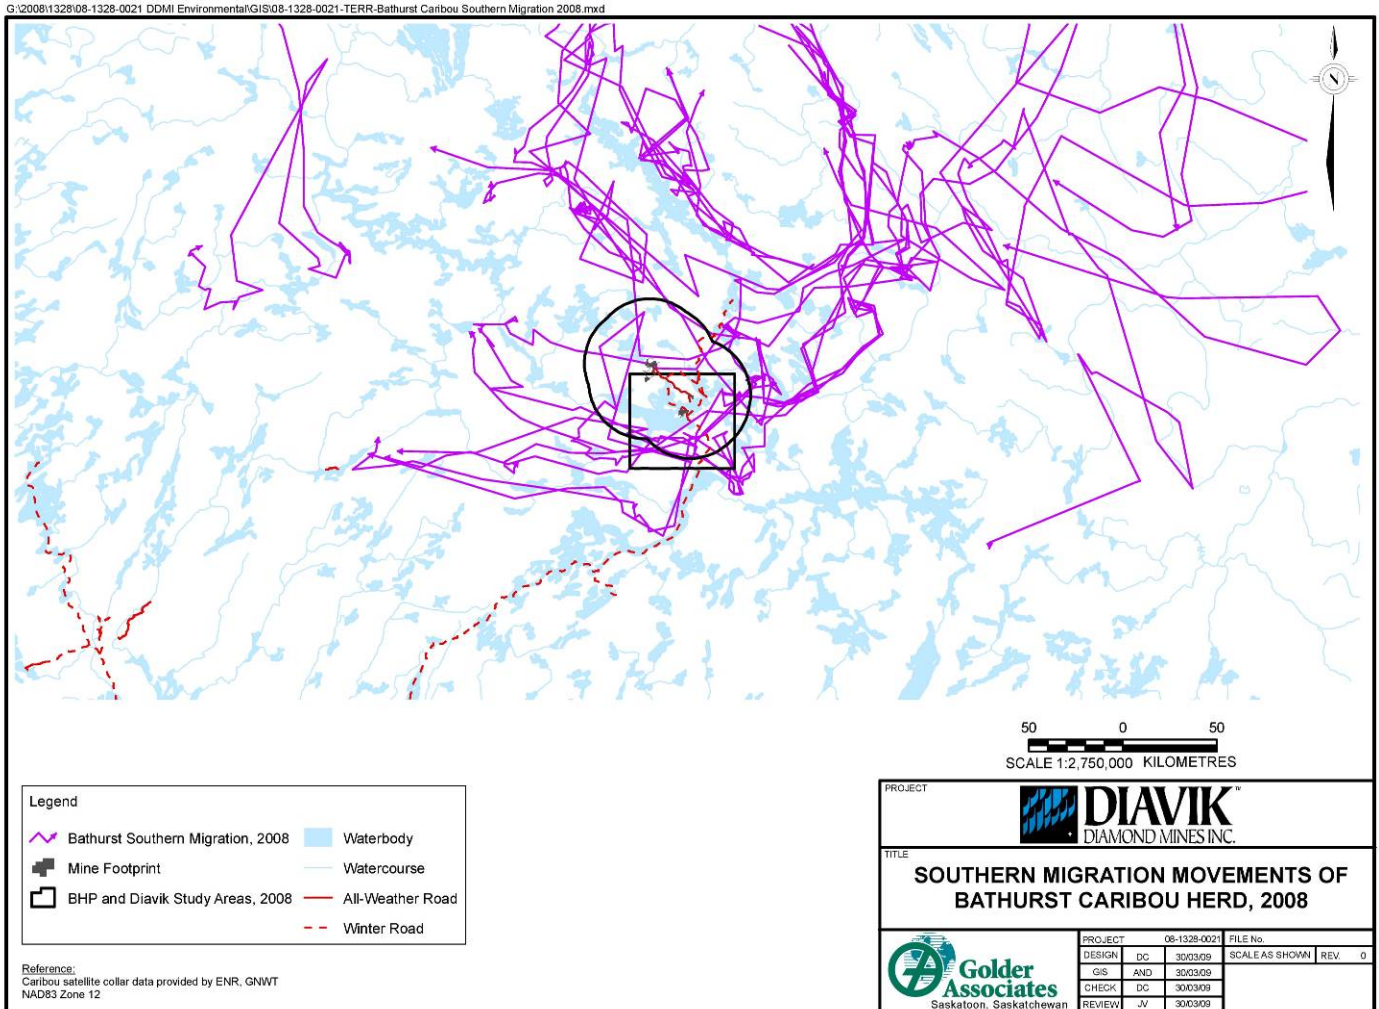 G:\2008\1328\08-1328-0021 DDMI Environmental\GIS\08-1328-0021-TERR-Bathurst Caribou Southern Migration 2008.mxd
N
50 0 50
SCALE 1:2,750,000 KILOMETRES
Legend
Bathurst Southern Migration, 2008
Mine Footprint
BHP and Diavik Study Areas, 2008
Waterbody
Watercourse
All-Weather Road
Winter Road
Reference:
Caribou satellite collar data provided by ENR, GNWT
NAD83 Zone 12
PROJECT
DIAVIK™
DIAMOND MINES INC.
TITLE
SOUTHERN MIGRATION MOVEMENTS OF
BATHURST CARIBOU HERD, 2008
Golder
Associates
Saskatoon, Saskatchewan
PROJECT 08-1328-0021 FILE No.
DESIGN DC 30/03/09 SCALE AS SHOWN REV. 0
GIS AND 30/03/09
CHECK DC 30/03/09
REVIEW JV 30/03/09